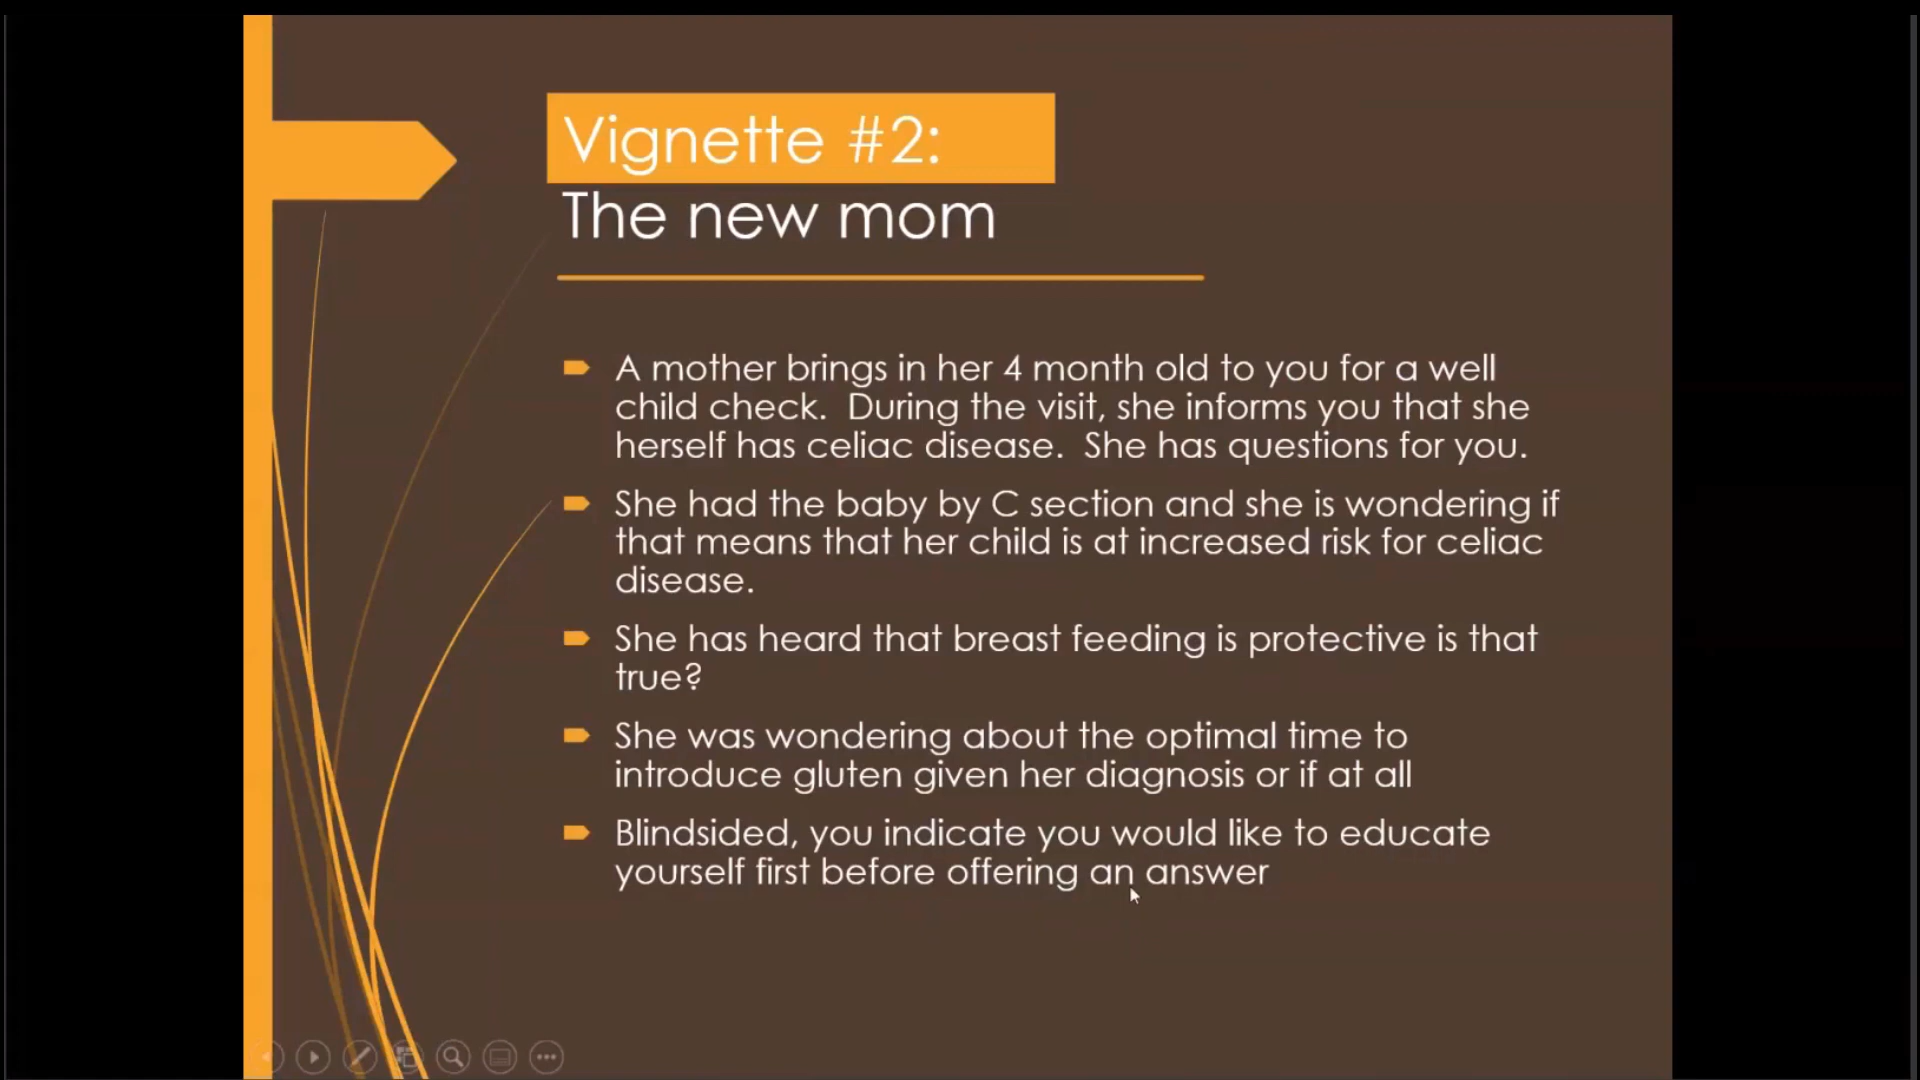 Vignette #2:
The new mom
A mother brings in her 4 month old to you for a well
child check.  During the visit, she informs you that she
herself has celiac disease.  She has questions for you.
She had the baby by C section and she is wondering if
that means that her child is at increased risk for celiac
disease.
She has heard that breast feeding is protective is that
true?
She was wondering about the optimal time to
introduce gluten given her diagnosis or if at all
Blindsided, you indicate you would like to educate
yourself first before offering an answer